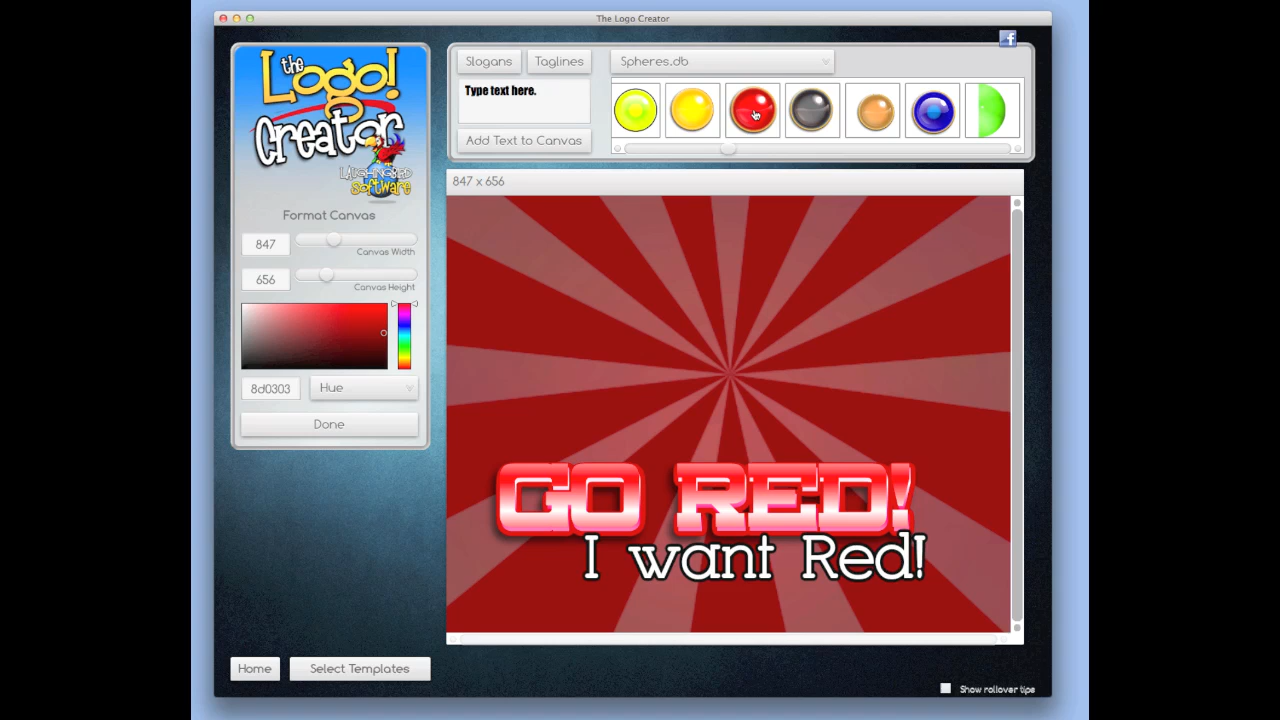 The Logo Creator
the
Logo!
Creator
LAUGHINGBIRD
SOFTWARE
Format Canvas
847
Canvas Width
656
Canvas Height
8d0303
Hue
Done
Slogans
Taglines
Spheres.db
Type text here.
Add Text to Canvas
847 x 656
GO RED!
I want Red!
Home
Select Templates
Show rollover tips